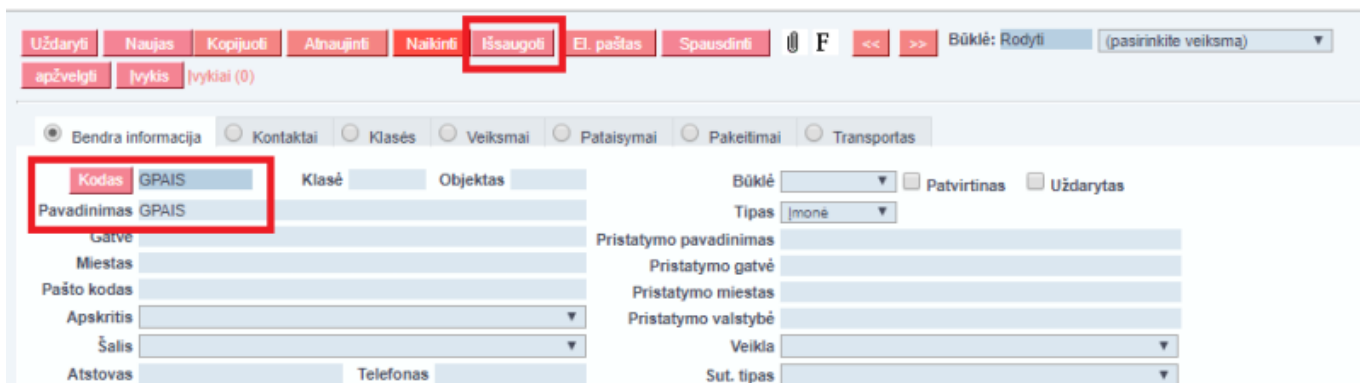 Uždaryti Naujas Kopijuoti Atnaujinti Naikinti Išsaugoti El. paštas Spausdinti F << >> Būklė: Rodyti (pasirinkite veiksmą)
apžvelgti Įvykis Įvykiai (0)
Bendra informacija Kontaktai Klasės Veiksmai Pataisymai Pakeitimai Transportas
Kodas GPAIS Klasė Objektas Būklė Patvirtinas Uždarytas
Pavadinimas GPAIS Tipas Įmonė
Gatvė Pristatymo pavadinimas
Miestas Pristatymo gatvė
Pašto kodas Pristatymo miestas
Apskritis Pristatymo valstybė
Šalis Veikla
Atstovas Telefonas Sut. tipas